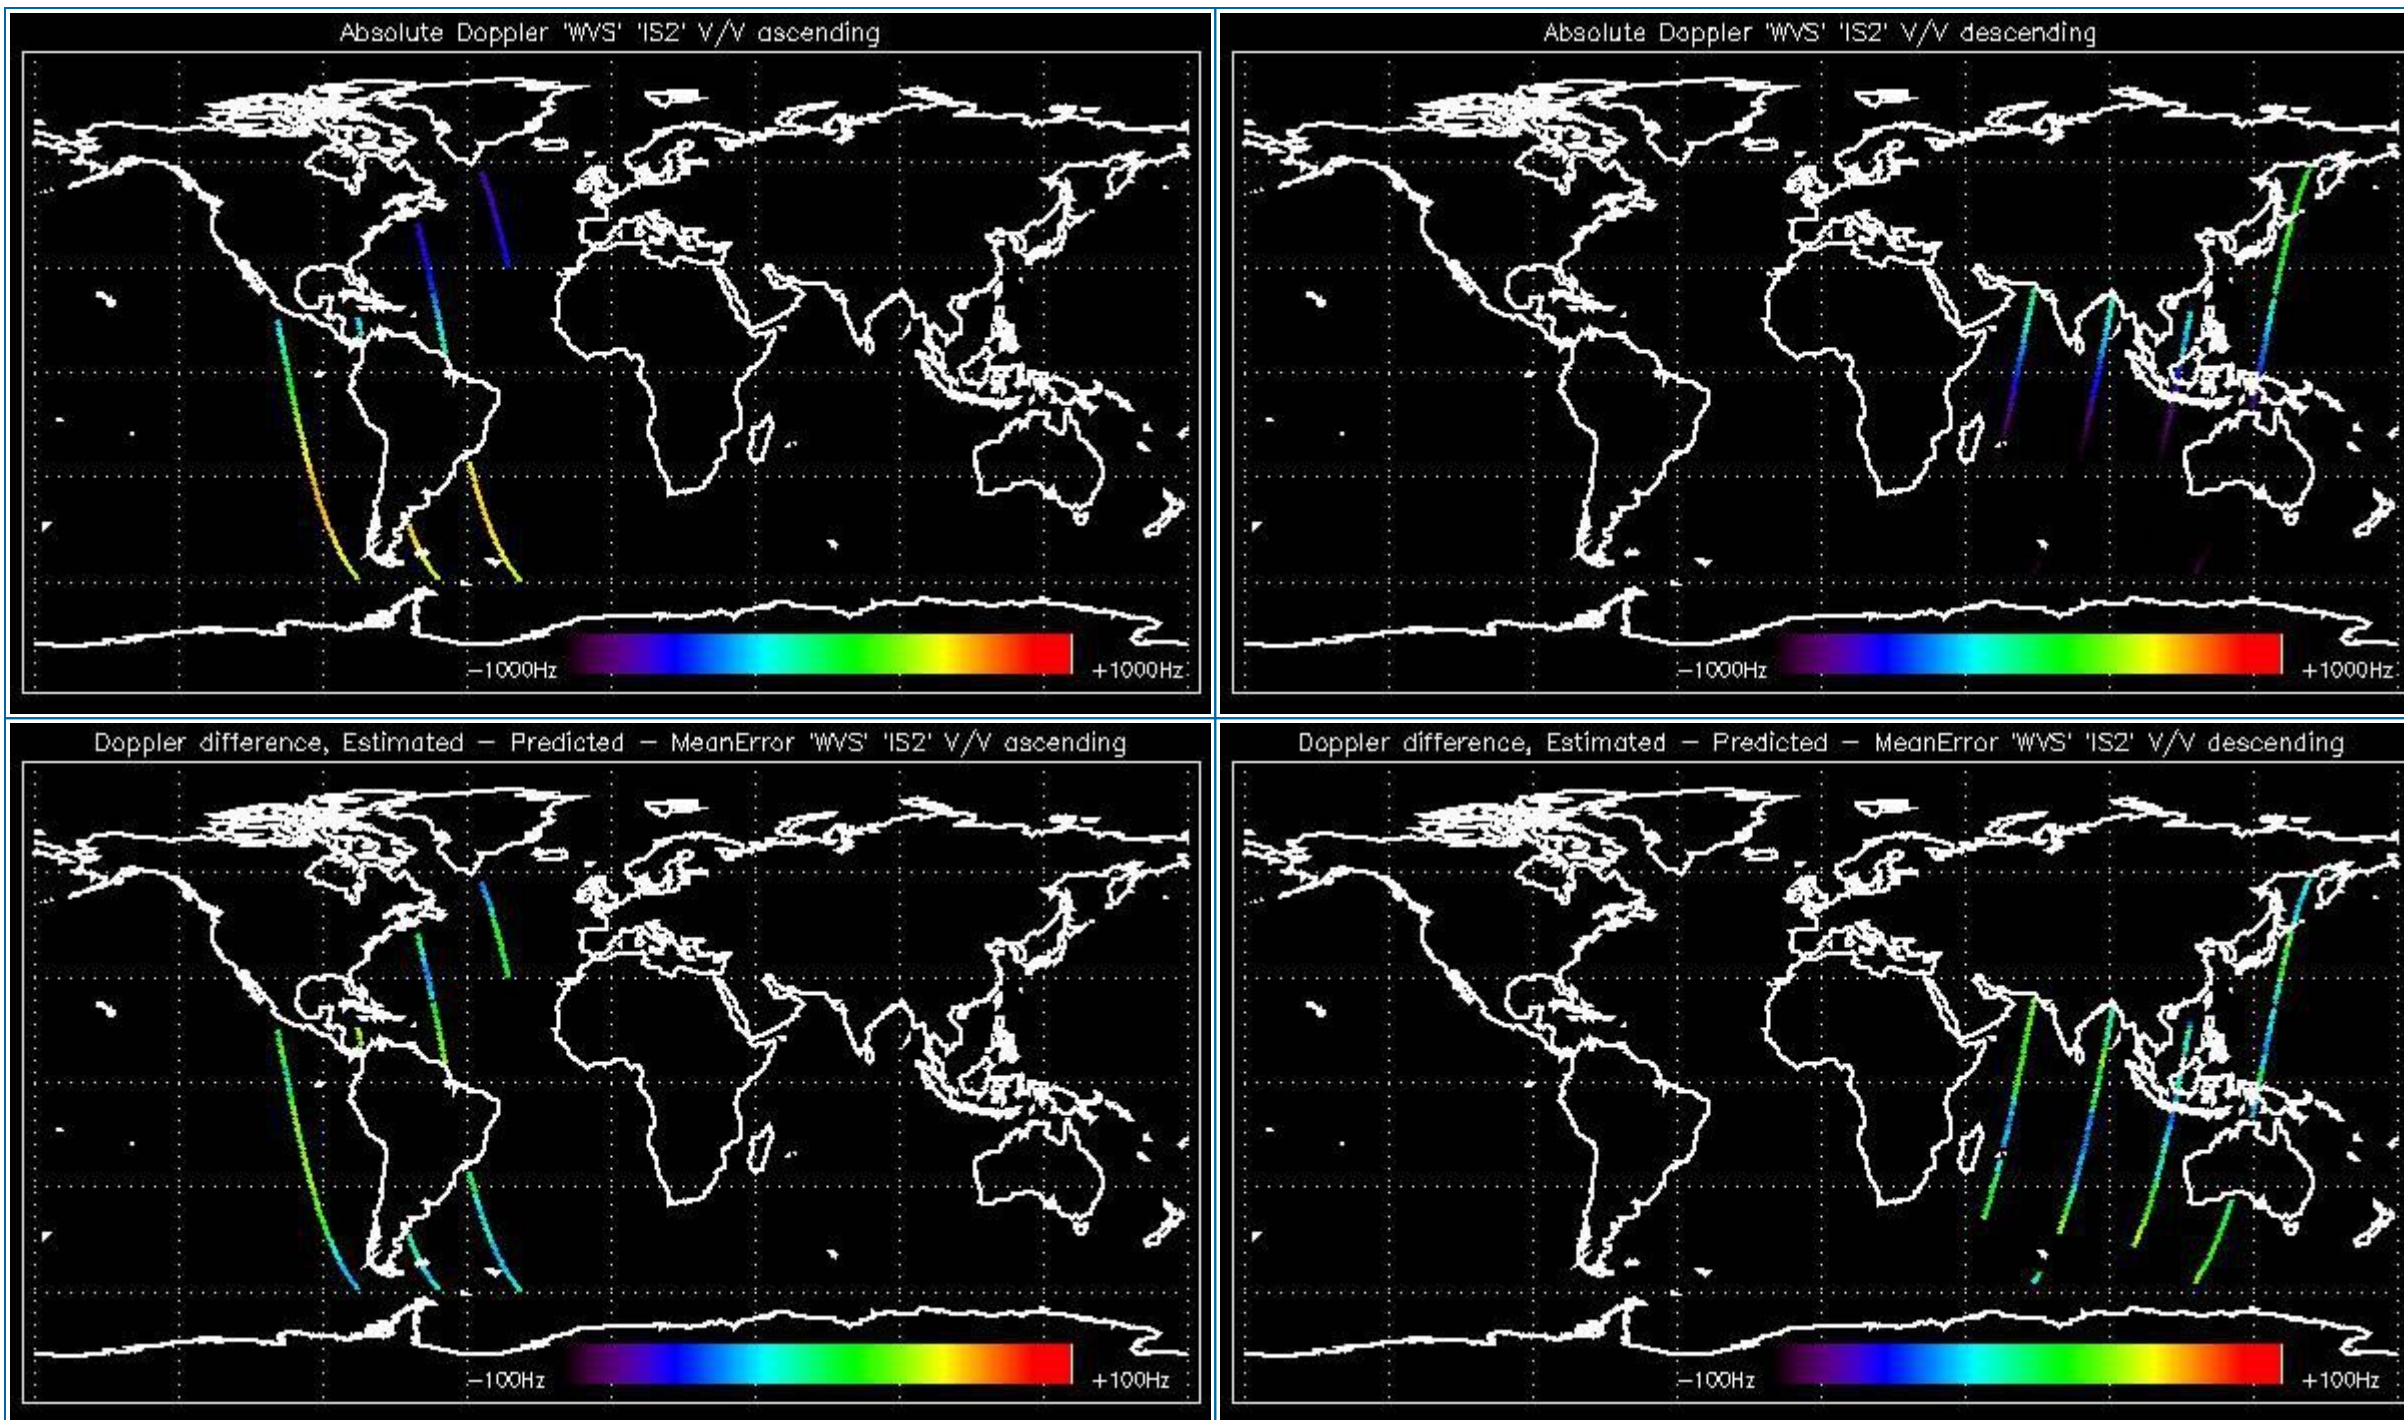 Absolute Doppler 'WVS' 'IS2' V/V ascending
-1000Hz
+1000Hz
Absolute Doppler 'WVS' 'IS2' V/V descending
-1000Hz
+1000Hz
Doppler difference, Estimated - Predicted - MeanError 'WVS' 'IS2' V/V ascending
-100Hz
+100Hz
Doppler difference, Estimated - Predicted - MeanError 'WVS' 'IS2' V/V descending
-100Hz
+100Hz